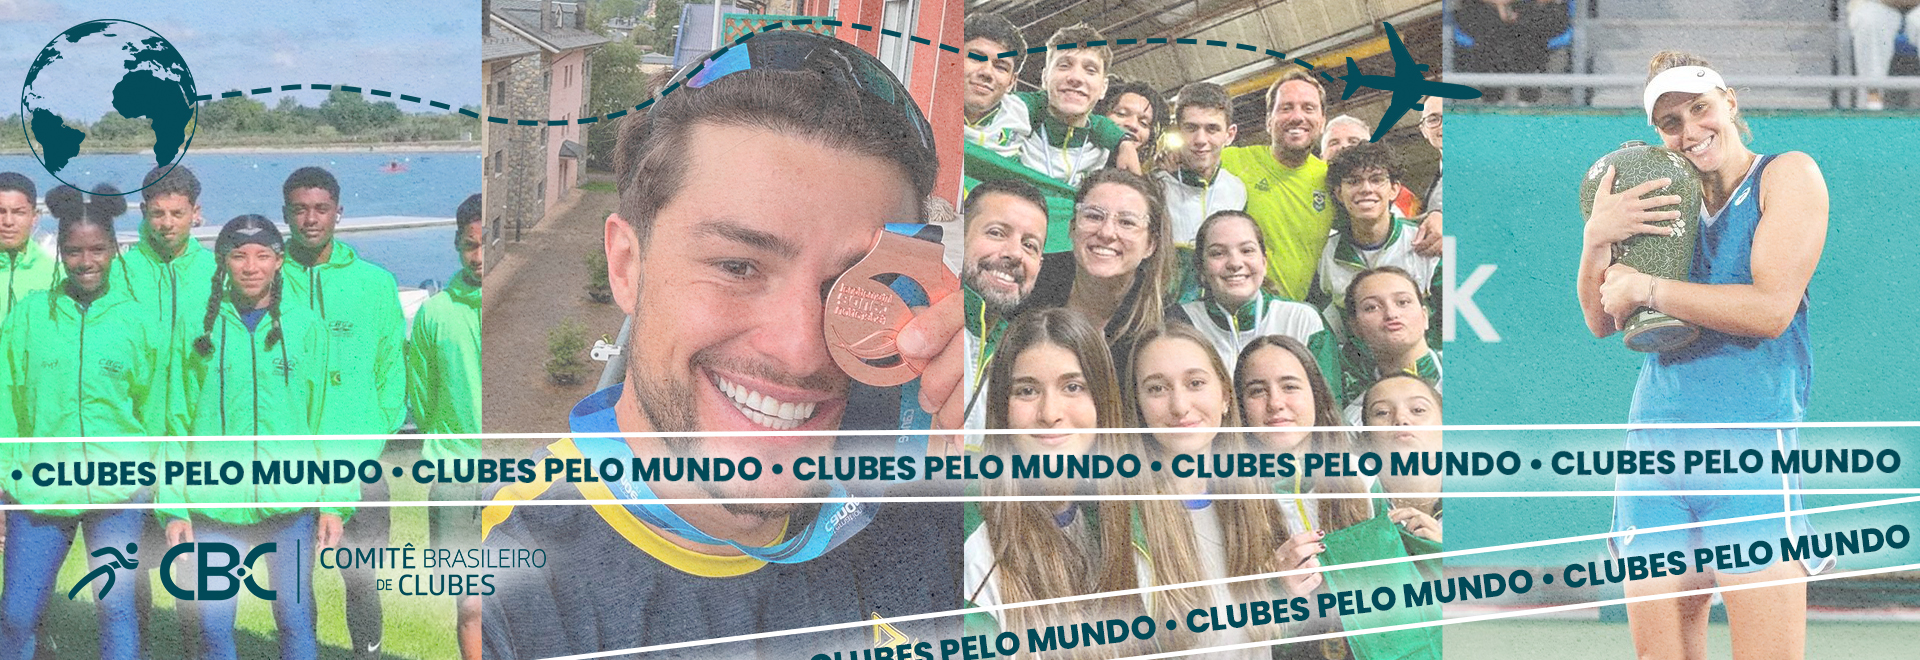 • CLUBES PELO MUNDO • CLUBES PELO MUNDO • CLUBES PELO MUNDO • CLUBES PELO MUNDO • CLUBES PELO MUNDO
CLUBES PELO MUNDO • CLUBES PELO MUNDO • CLUBES PELO MUNDO
CBC
COMITÊ BRASILEIRO
DE CLUBES
k